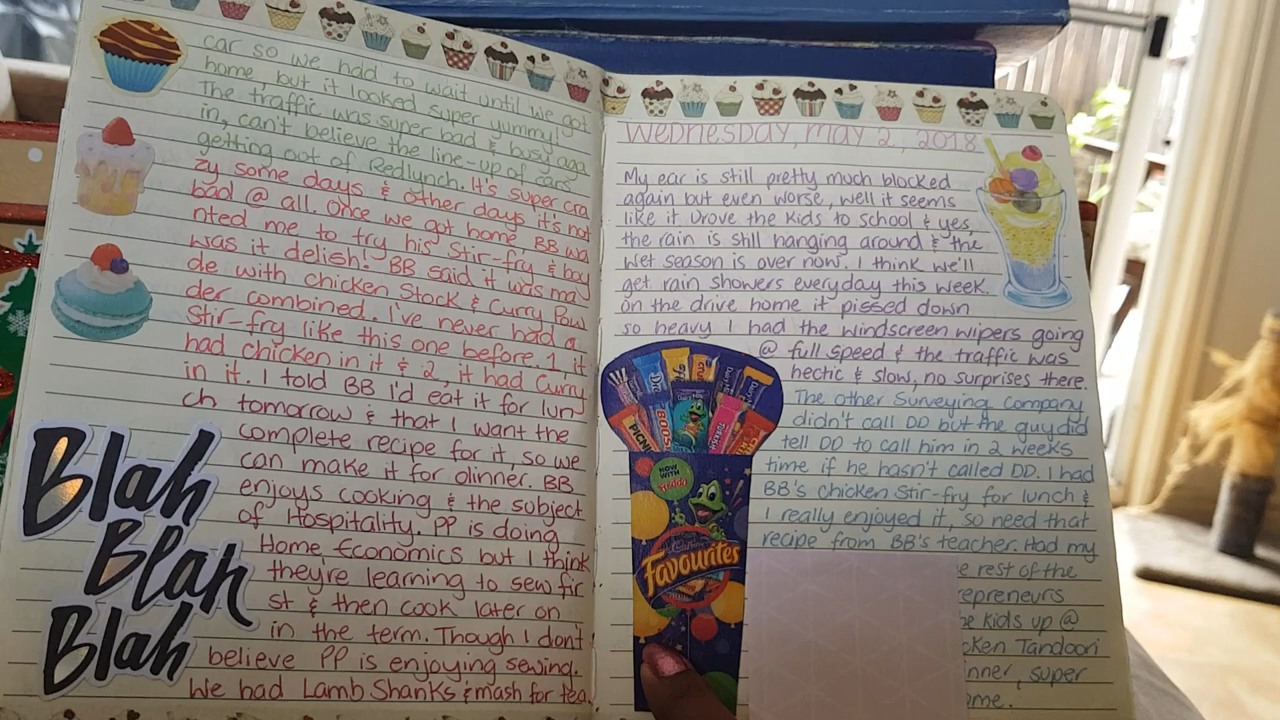 car so we had to wait until we got
home but it looked super yummy!
The traffic was super bad & busy aga
in, can't believe the line-up of cars
getting out of Redlynch. It's super cra
zy some days & other days it's not
bad @ all. Once we got home BB wa
nted me to try his Stir-fry & boy
was it delish! BB said it was ma
de with chicken Stock & Curry Pow
der combined. I've never had a
Stir-fry like this one before. 1, it
had chicken in it & 2, it had Curry
in it. I told BB I'd eat it for lun
ch tomorrow & that I want the
complete recipe for it, so we
can make it for dinner. BB
enjoys cooking & the subject
of Hospitality. PP is doing
Home Economics but I think
they're learning to sew fir
st & then cook later on
in the term. Though I don't
believe PP is enjoying sewing.
We had Lamb Shanks & mash for tea.
Blah
Blah
Blah
Wednesday, May 2, 2018
My ear is still pretty much blocked
again but even worse, well it seems
like it. Drove the kids to school & yes,
the rain is still hanging around & the
wet season is over now. I think we'll
get rain showers everyday this week.
on the drive home it pissed down
so heavy I had the windscreen wipers going
@ full speed & the traffic was
hectic & slow, no surprises there.
The other Surveying Company
didn't call DD but the guy did
tell DD to call him in 2 weeks
time if he hasn't called DD. I had
BB's chicken Stir-fry for lunch &
I really enjoyed it, so need that
recipe from BB's teacher. Had my
e rest of the
repreneurs
he kids up @
cken Tandoori
inner, super
ome.
PICNIC
BOOST
TURKISH
NOW WITH
Freddo
Cadbury
Favourites